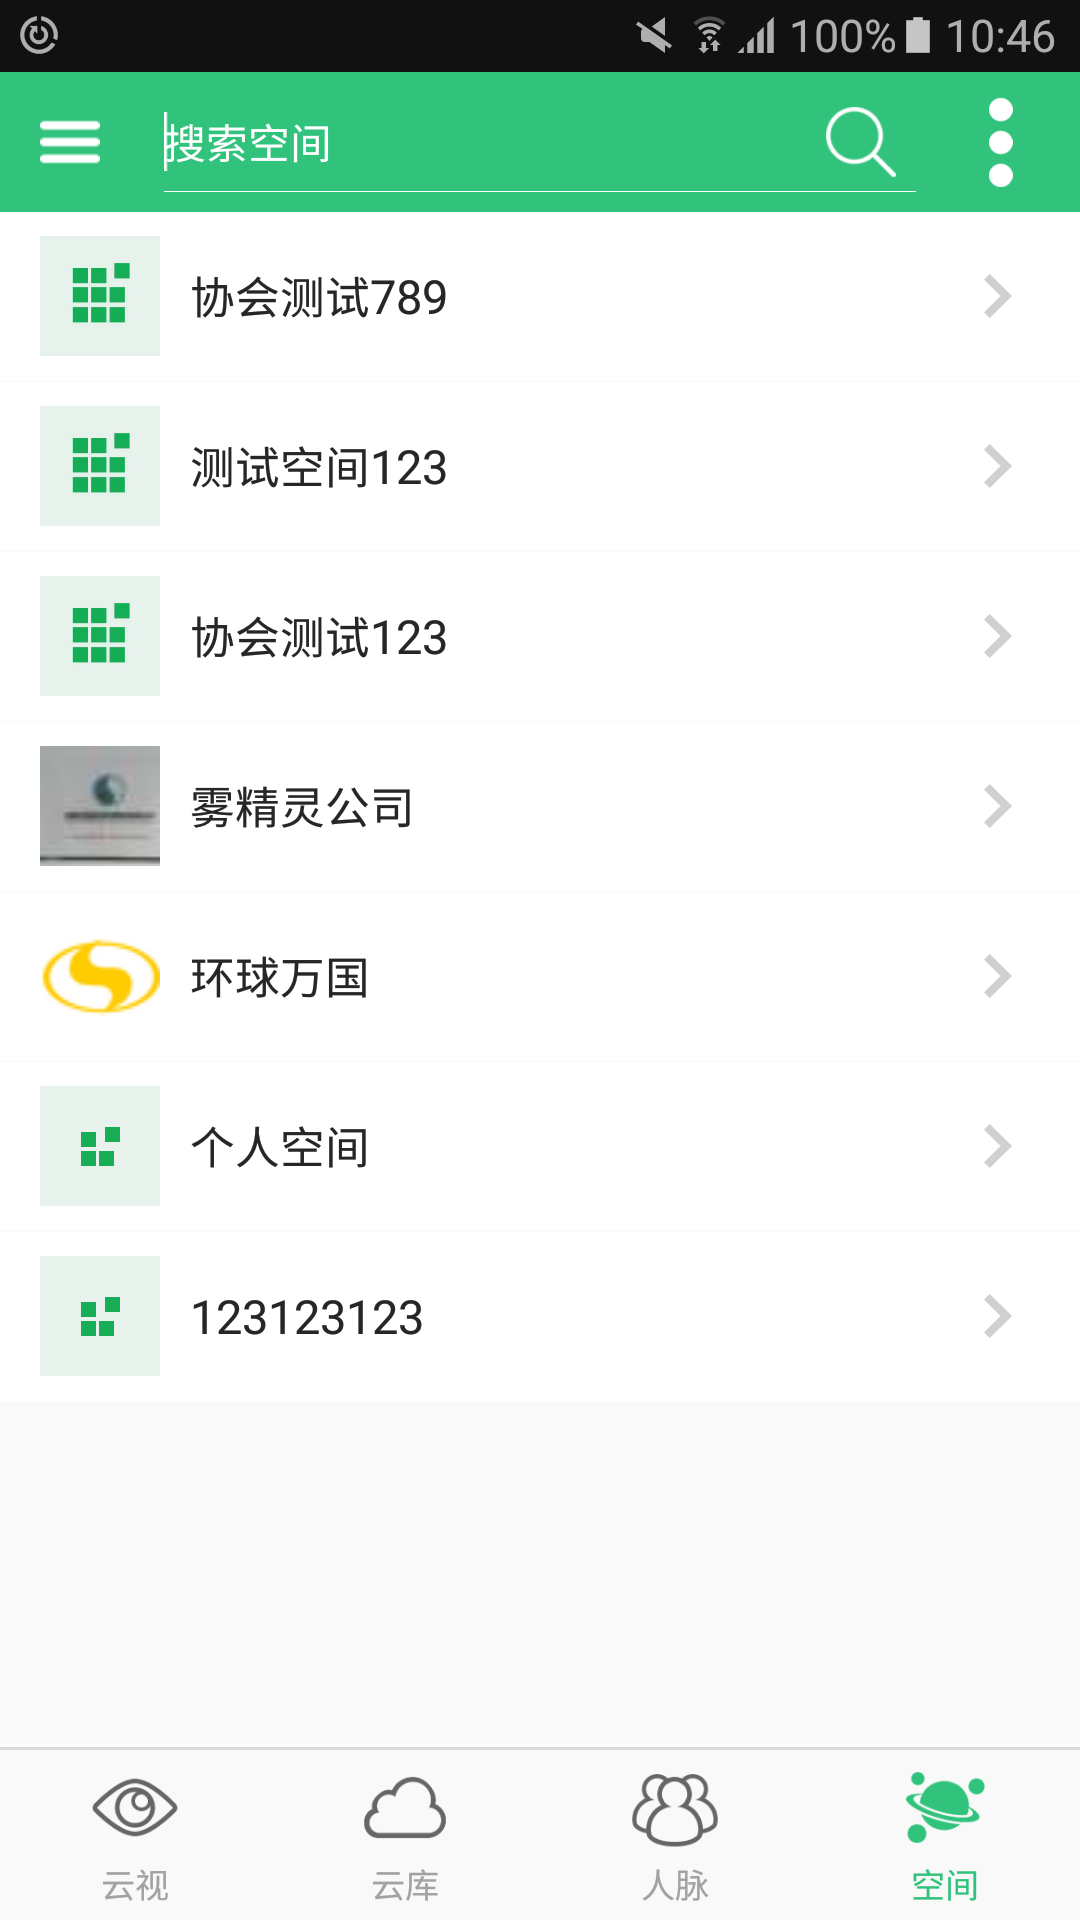 100% 10:46
搜索空间
协会测试789
测试空间123
协会测试123
雾精灵公司
环球万国
个人空间
123123123
云视 云库 人脉 空间